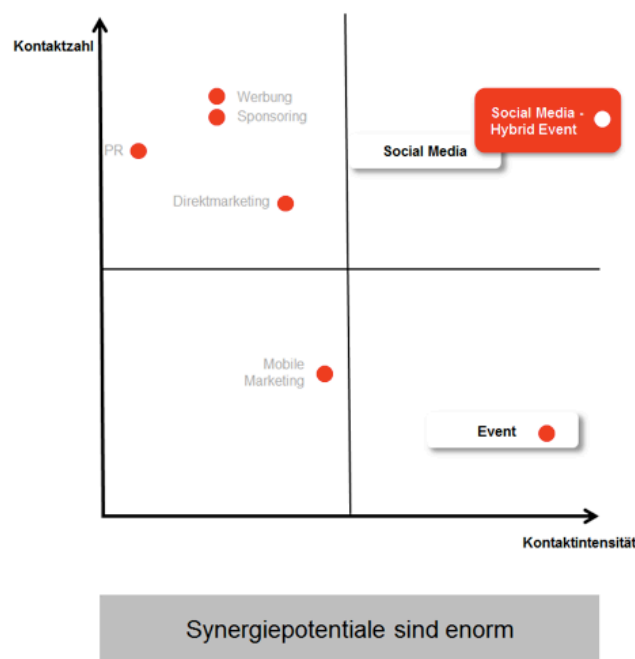 Kontaktzahl
Werbung
Sponsoring
PR
Social Media -
Hybrid Event
Social Media
Direktmarketing
Mobile
Marketing
Event
Kontaktintensität
Synergiepotentiale sind enorm